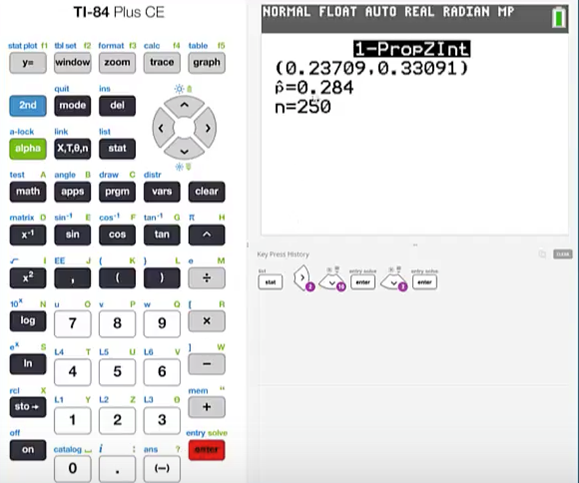 TI-84 Plus CE
NORMAL FLOAT AUTO REAL RADIAN MP
1-PropZInt
(0.23709,0.33091)
p̂=0.284
n=250
stat plot f1 tbl set f2 format f3 calc f4 table f5
y= window zoom trace graph
quit ins
2nd mode del
a-lock link list
alpha X,T,θ,n stat
test A angle B draw C distr
math apps prgm vars clear
matrix D sin⁻¹ E cos⁻¹ F tan⁻¹ G π H
x⁻¹ sin cos tan ^
√ I EE J { K } L e M
x² , ( ) ÷
10ˣ N u O v P w Q [ R
log 7 8 9 ×
eˣ S L4 T L5 U L6 V ] W
ln 4 5 6 −
rcl X L1 Y L2 Z L3 θ mem "
sto→ 1 2 3 +
off catalog ⎵ i : ans ? entry solve
on 0 . (−) enter
Key Press History
list entry solve entry solve
stat 2 10 enter 2 enter